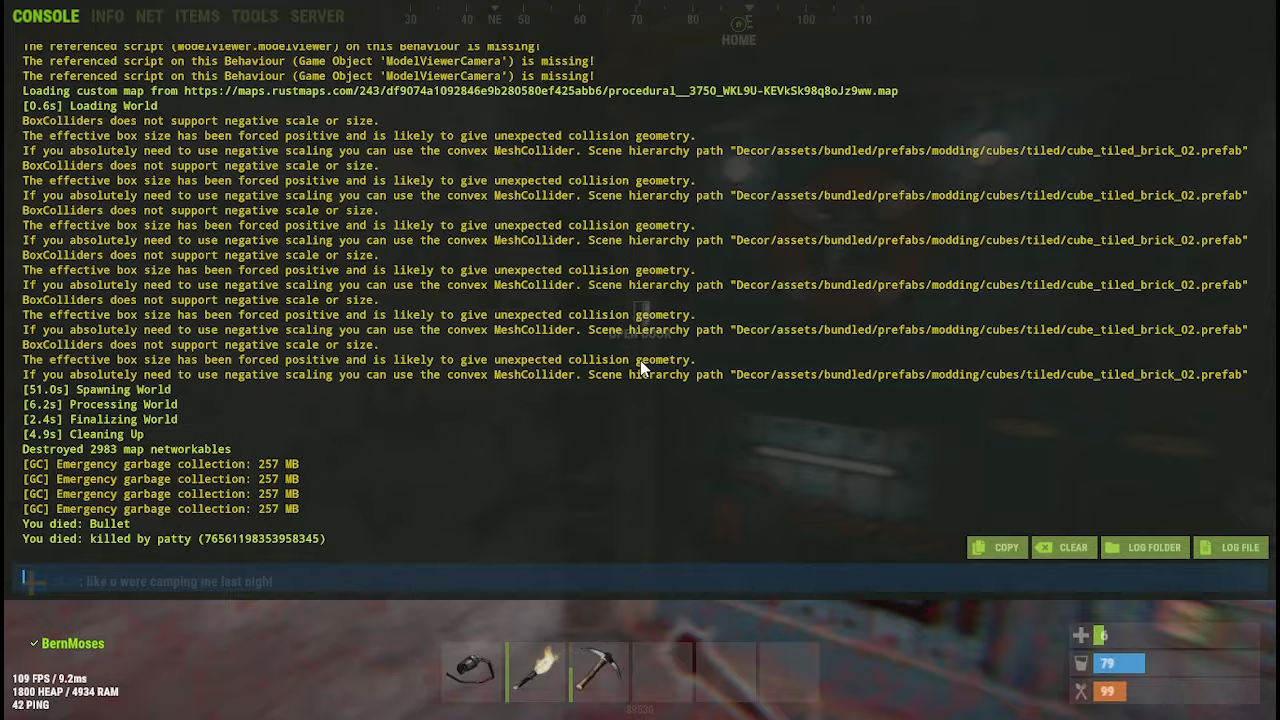 CONSOLE INFO NET ITEMS TOOLS SERVER
30 40 NE 50 60 70 80 E 100 110
HOME
The referenced script (ModelViewer.modelviewer) on this Behaviour is missing!
The referenced script on this Behaviour (Game Object 'ModelViewerCamera') is missing!
The referenced script on this Behaviour (Game Object 'ModelViewerCamera') is missing!
Loading custom map from https://maps.rustmaps.com/243/df9074a1092846e9b280580ef425abb6/procedural__3750_WKL9U-KEVkSk98q8oJz9ww.map
[0.6s] Loading World
BoxColliders does not support negative scale or size.
The effective box size has been forced positive and is likely to give unexpected collision geometry.
If you absolutely need to use negative scaling you can use the convex MeshCollider. Scene hierarchy path "Decor/assets/bundled/prefabs/modding/cubes/tiled/cube_tiled_brick_02.prefab"
BoxColliders does not support negative scale or size.
The effective box size has been forced positive and is likely to give unexpected collision geometry.
If you absolutely need to use negative scaling you can use the convex MeshCollider. Scene hierarchy path "Decor/assets/bundled/prefabs/modding/cubes/tiled/cube_tiled_brick_02.prefab"
BoxColliders does not support negative scale or size.
The effective box size has been forced positive and is likely to give unexpected collision geometry.
If you absolutely need to use negative scaling you can use the convex MeshCollider. Scene hierarchy path "Decor/assets/bundled/prefabs/modding/cubes/tiled/cube_tiled_brick_02.prefab"
BoxColliders does not support negative scale or size.
The effective box size has been forced positive and is likely to give unexpected collision geometry.
If you absolutely need to use negative scaling you can use the convex MeshCollider. Scene hierarchy path "Decor/assets/bundled/prefabs/modding/cubes/tiled/cube_tiled_brick_02.prefab"
BoxColliders does not support negative scale or size.
The effective box size has been forced positive and is likely to give unexpected collision geometry.
If you absolutely need to use negative scaling you can use the convex MeshCollider. Scene hierarchy path "Decor/assets/bundled/prefabs/modding/cubes/tiled/cube_tiled_brick_02.prefab"
BoxColliders does not support negative scale or size.
The effective box size has been forced positive and is likely to give unexpected collision geometry.
If you absolutely need to use negative scaling you can use the convex MeshCollider. Scene hierarchy path "Decor/assets/bundled/prefabs/modding/cubes/tiled/cube_tiled_brick_02.prefab"
OPEN DOOR
[51.0s] Spawning World
[6.2s] Processing World
[2.4s] Finalizing World
[4.9s] Cleaning Up
Destroyed 2983 map networkables
[GC] Emergency garbage collection: 257 MB
[GC] Emergency garbage collection: 257 MB
[GC] Emergency garbage collection: 257 MB
[GC] Emergency garbage collection: 257 MB
You died: Bullet
You died: killed by patty (76561198353958345)
COPY CLEAR LOG FOLDER LOG FILE
: like u were camping me last night
BernMoses
6
79
99
109 FPS / 9.2ms
1800 HEAP / 4934 RAM
42 PING